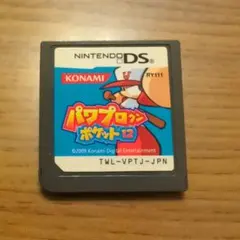 NINTENDO DS
KONAMI
RY111
パワプロクン
ポケット12
©2009 Konami Digital Entertainment
TWL-VPTJ-JPN